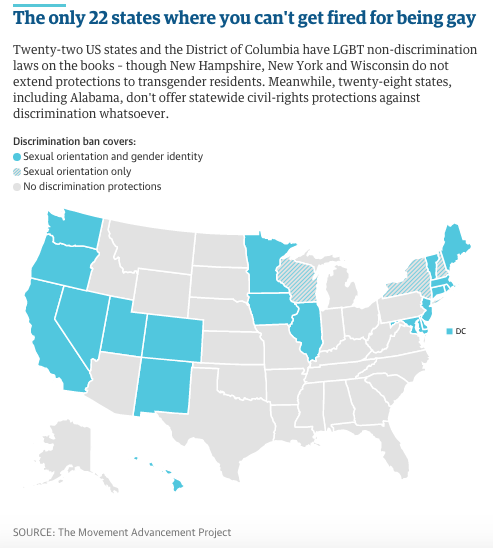 The only 22 states where you can't get fired for being gay
Twenty-two US states and the District of Columbia have LGBT non-discrimination
laws on the books – though New Hampshire, New York and Wisconsin do not
extend protections to transgender residents. Meanwhile, twenty-eight states,
including Alabama, don't offer statewide civil-rights protections against
discrimination whatsoever.
Discrimination ban covers:
Sexual orientation and gender identity
Sexual orientation only
No discrimination protections
DC
SOURCE: The Movement Advancement Project